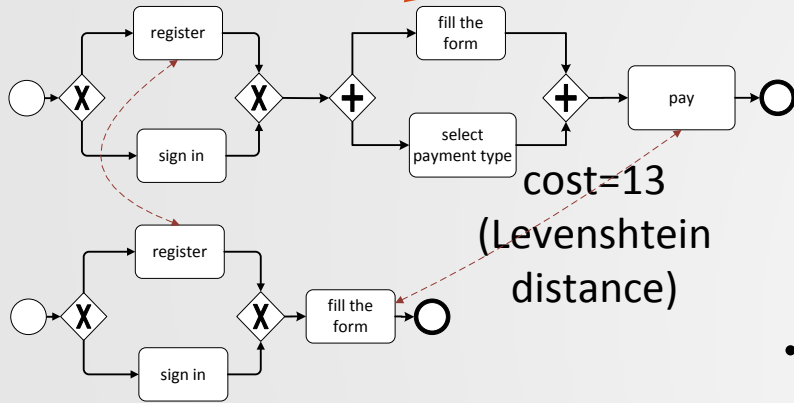 register
fill the
form
X
X
+
+
pay
sign in
select
payment type
cost=13
(Levenshtein
distance)
register
X
X
fill the
form
sign in